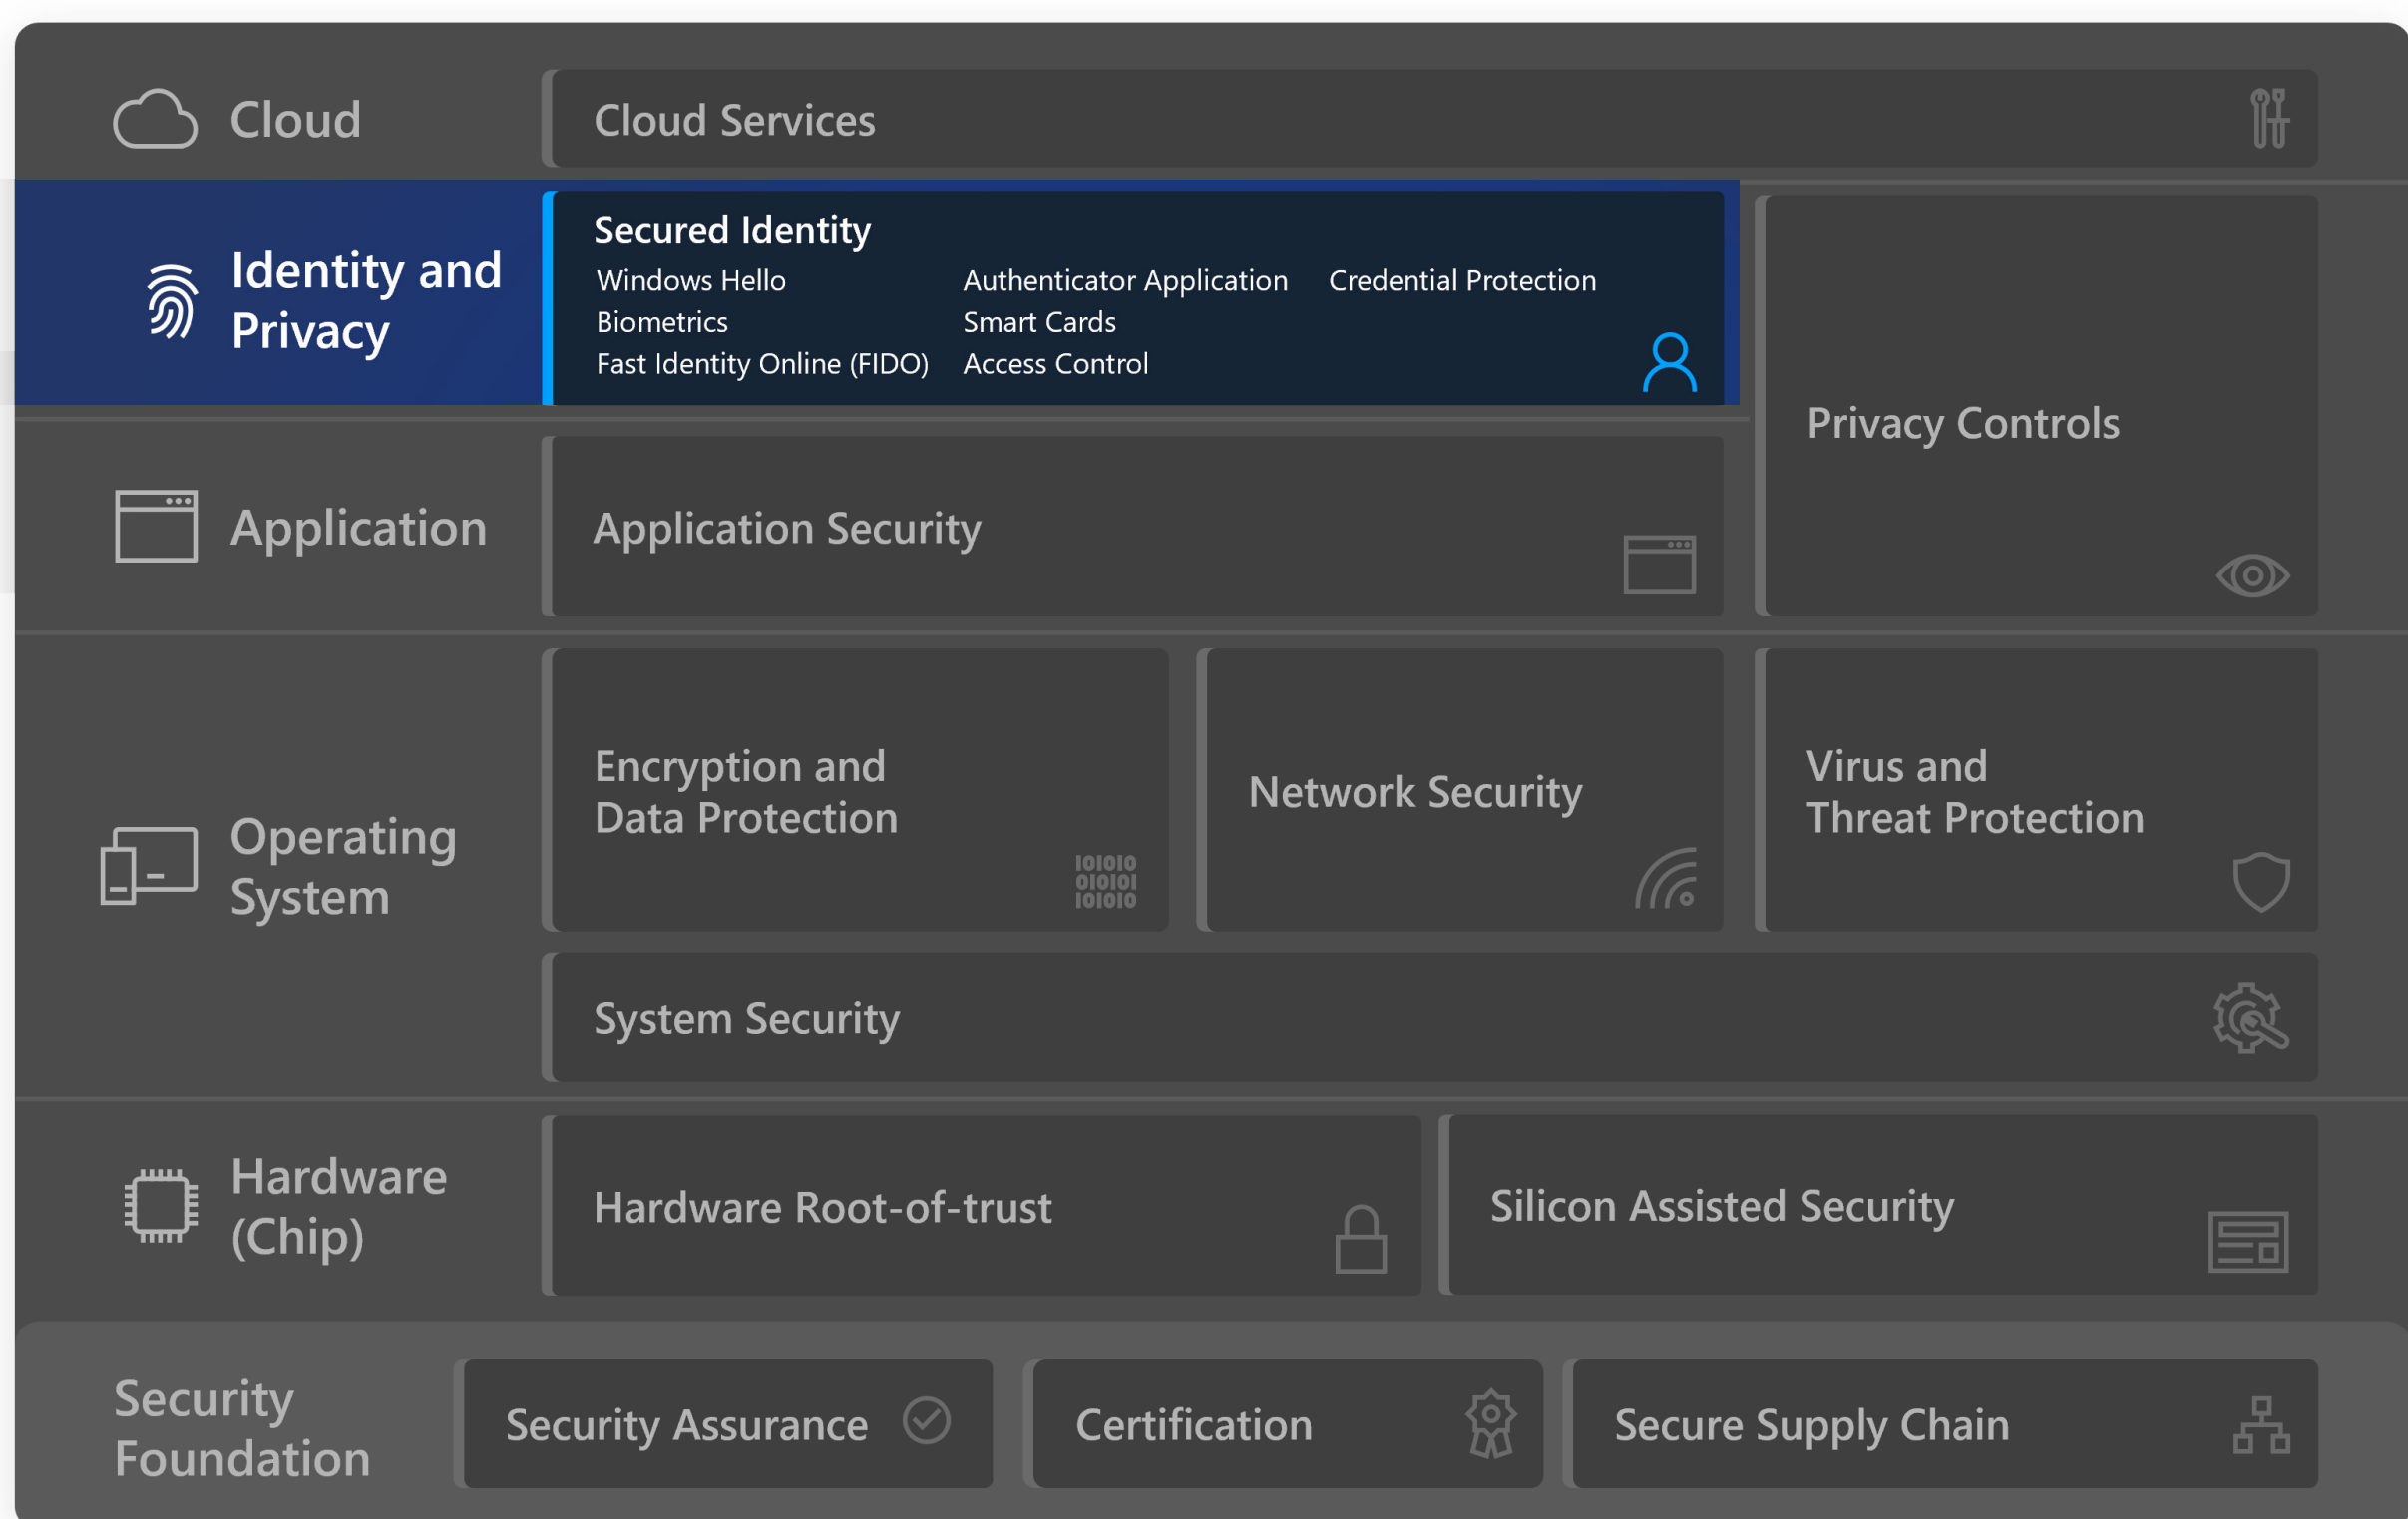 Cloud
Cloud Services
Identity and
Privacy
Secured Identity
Windows Hello
Biometrics
Fast Identity Online (FIDO)
Authenticator Application
Smart Cards
Access Control
Credential Protection
Privacy Controls
Application
Application Security
Operating
System
Encryption and
Data Protection
101010
010101
101010
Network Security
Virus and
Threat Protection
System Security
Hardware
(Chip)
Hardware Root-of-trust
Silicon Assisted Security
Security
Foundation
Security Assurance
Certification
Secure Supply Chain